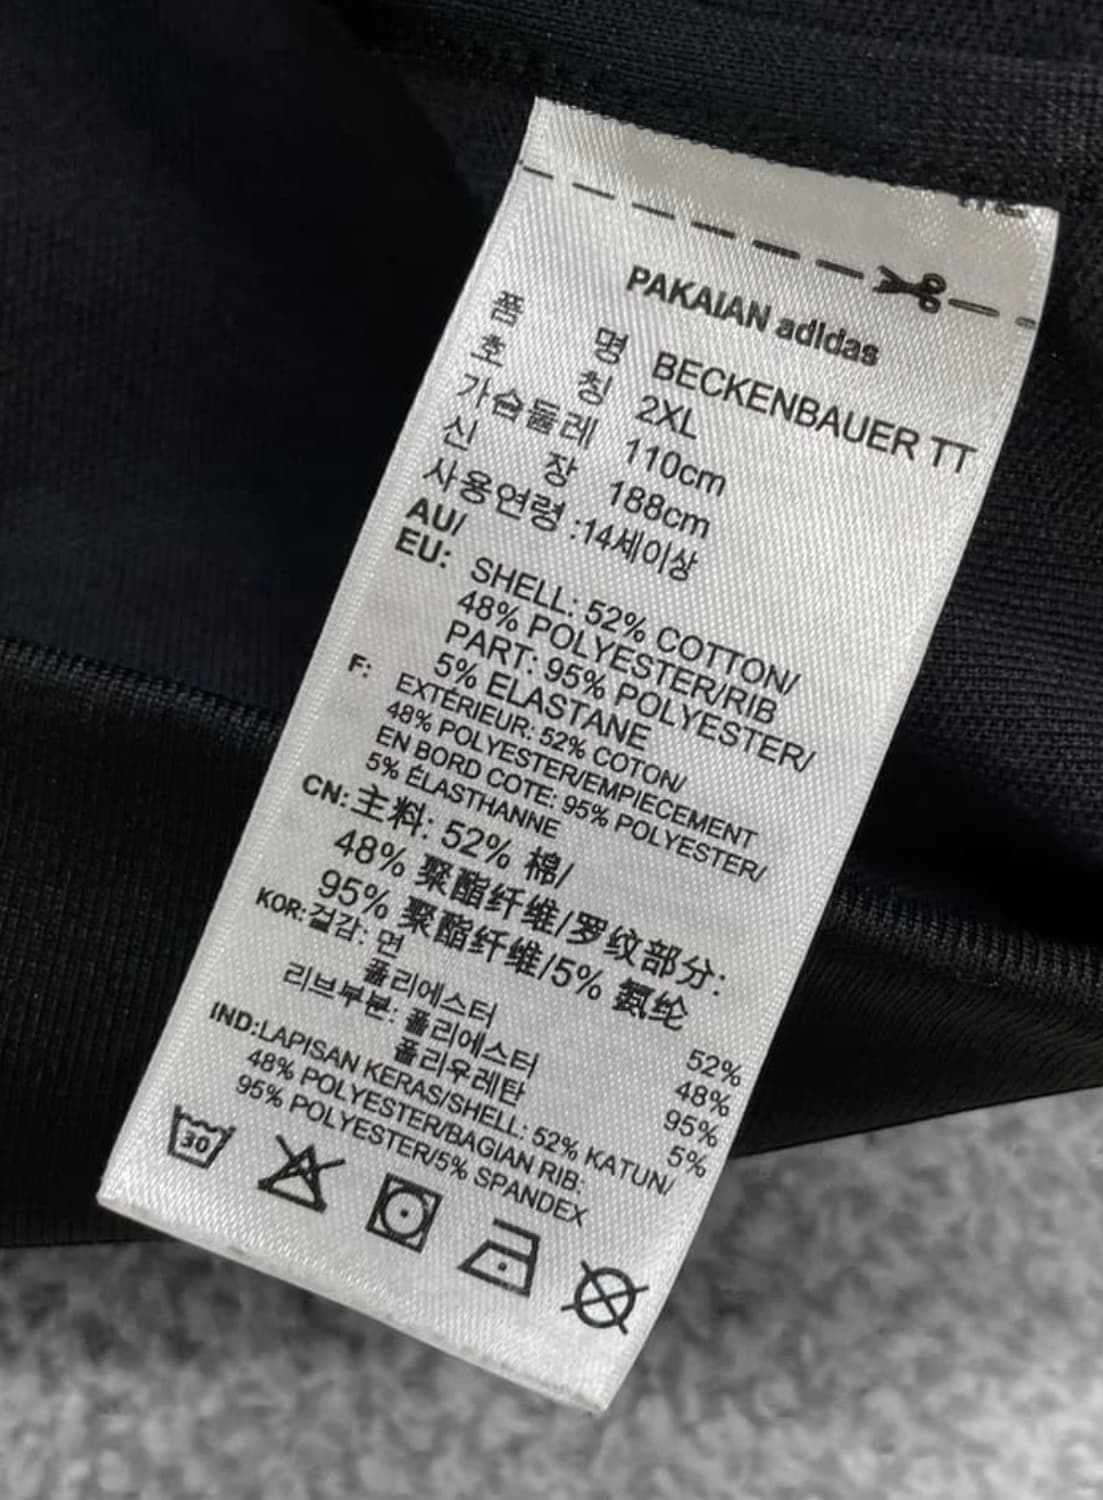 PAKAIAN adidas
품 명 BECKENBAUER TT
호 칭 2XL
가슴둘레 110cm
신 장 188cm
사용연령 :14세이상
AU/
EU: SHELL: 52% COTTON/
48% POLYESTER/RIB
PART: 95% POLYESTER/
5% ELASTANE
F: EXTÉRIEUR: 52% COTON/
48% POLYESTER/EMPIECEMENT
EN BORD COTE: 95% POLYESTER/
5% ÉLASTHANNE
CN: 主料: 52% 棉/
48% 聚酯纤维/罗纹部分:
95% 聚酯纤维/5% 氨纶
KOR: 겉감: 면 52%
폴리에스터 48%
리브부분: 폴리에스터 95%
폴리우레탄 5%
IND:LAPISAN KERAS/SHELL: 52% KATUN/
48% POLYESTER/BAGIAN RIB:
95% POLYESTER/5% SPANDEX
30